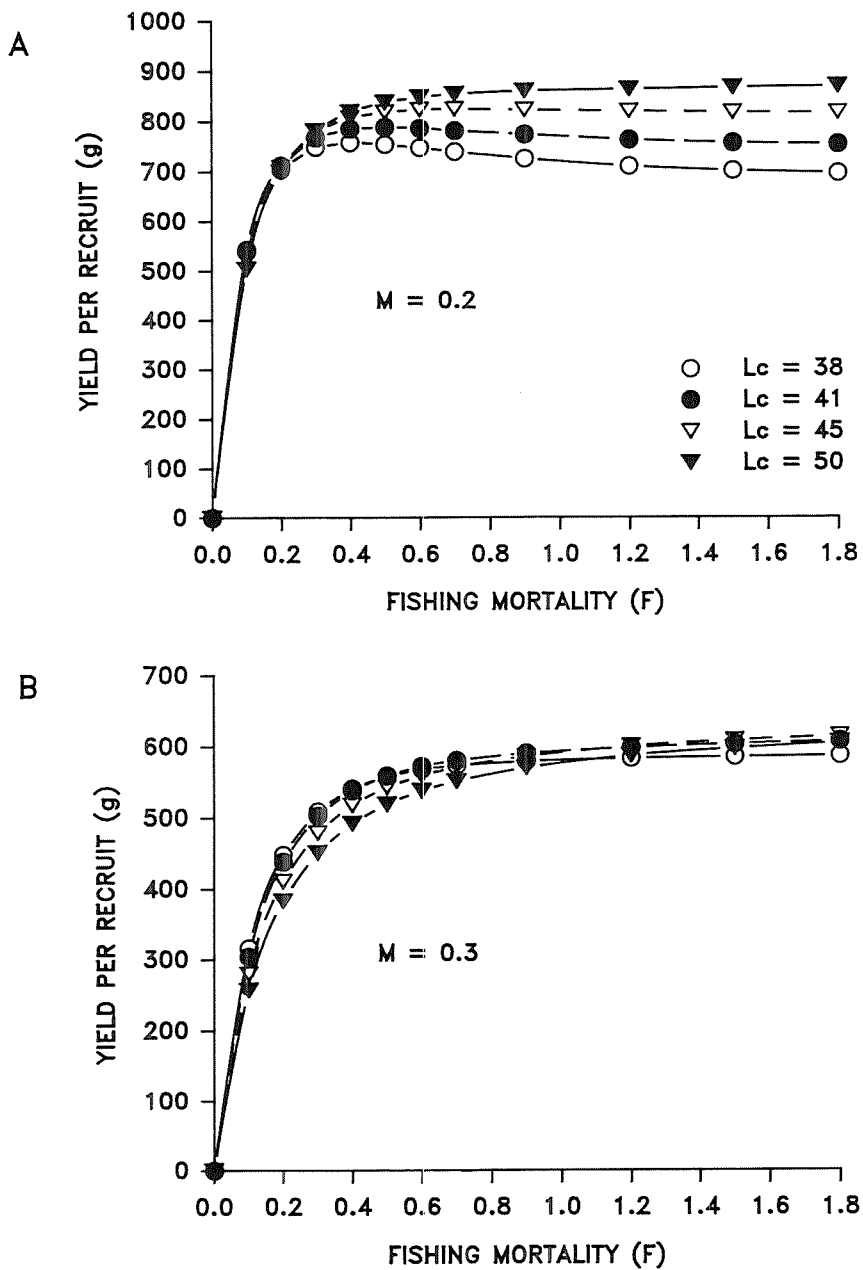 A
1000
900
800
700
600
500
400
300
200
100
0
YIELD PER RECRUIT (g)
M = 0.2
Lc = 38
Lc = 41
Lc = 45
Lc = 50
0.0 0.2 0.4 0.6 0.8 1.0 1.2 1.4 1.6 1.8
FISHING MORTALITY (F)
B
700
600
500
400
300
200
100
0
YIELD PER RECRUIT (g)
M = 0.3
0.0 0.2 0.4 0.6 0.8 1.0 1.2 1.4 1.6 1.8
FISHING MORTALITY (F)